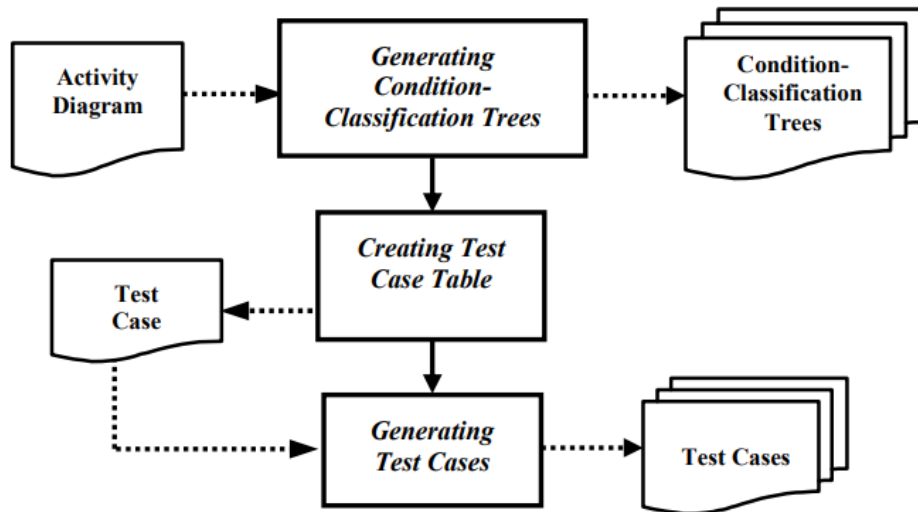 Activity
Diagram
Generating
Condition-
Classification Trees
Condition-
Classification
Trees
Creating Test
Case Table
Test
Case
Generating
Test Cases
Test Cases